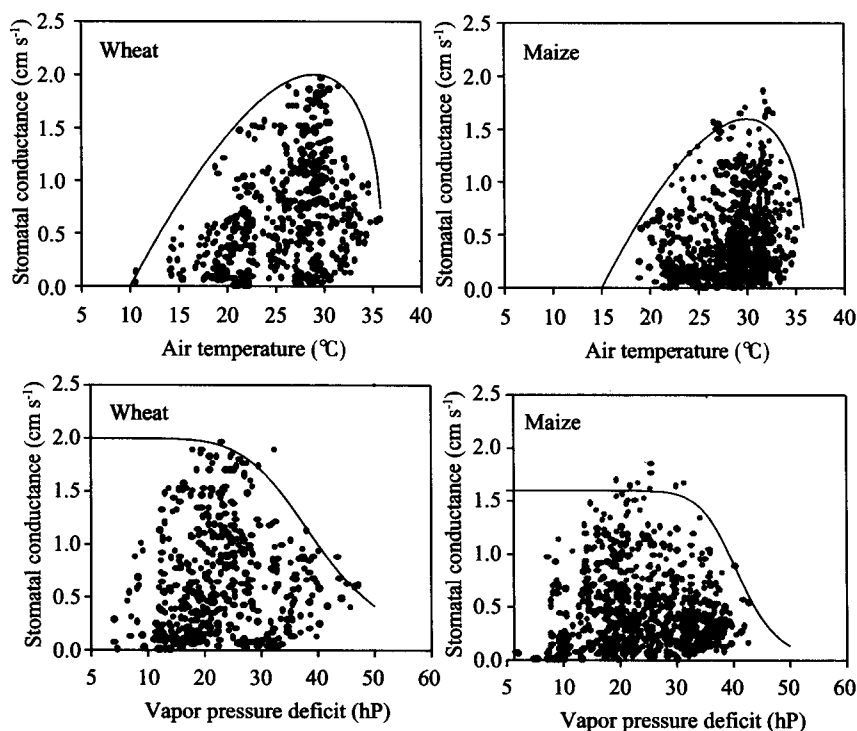 Stomatal conductance (cm s⁻¹)
2.5
2.0
1.5
1.0
0.5
0.0
Wheat
5 10 15 20 25 30 35 40
Air temperature (℃)
Stomatal conductance (cm s⁻¹)
2.5
2.0
1.5
1.0
0.5
0.0
Maize
5 10 15 20 25 30 35 40
Air temperature (℃)
Stomatal conductance (cm s⁻¹)
2.5
2.0
1.5
1.0
0.5
0.0
Wheat
5 10 20 30 40 50 60
Vapor pressure deficit (hP)
Stomatal conductance (cm s⁻¹)
2.5
2.0
1.5
1.0
0.5
0.0
Maize
5 10 20 30 40 50 60
Vapor pressure deficit (hP)